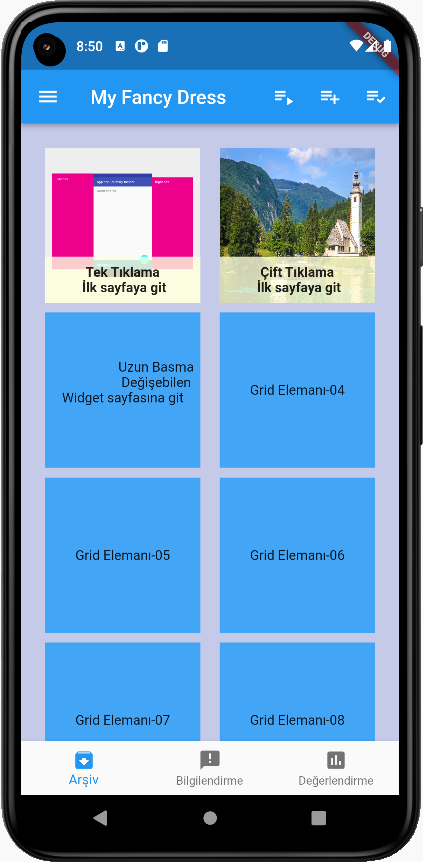 8:50
DEBUG
My Fancy Dress
Tek Tıklama
İlk sayfaya git
Çift Tıklama
İlk sayfaya git
Uzun Basma
Değişebilen
Widget sayfasına git
Grid Elemanı-04
Grid Elemanı-05
Grid Elemanı-06
Grid Elemanı-07
Grid Elemanı-08
Arşiv
Bilgilendirme
Değerlendirme